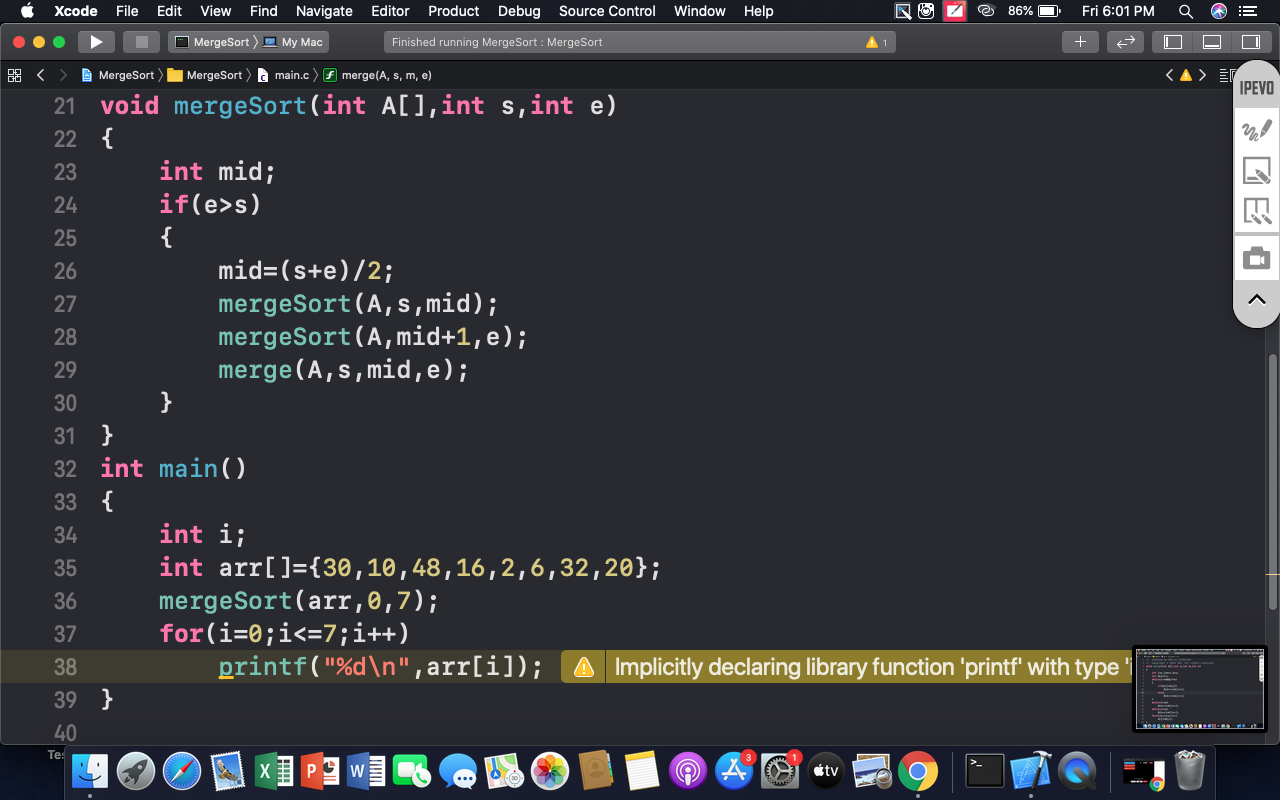 Xcode File Edit View Find Navigate Editor Product Debug Source Control Window Help 86% Fri 6:01 PM
MergeSort My Mac Finished running MergeSort : MergeSort 1
MergeSort MergeSort main.c merge(A, s, m, e)
IPEVO
21 void mergeSort(int A[],int s,int e)
22 {
23 int mid;
24 if(e>s)
25 {
26 mid=(s+e)/2;
27 mergeSort(A,s,mid);
28 mergeSort(A,mid+1,e);
29 merge(A,s,mid,e);
30 }
31 }
32 int main()
33 {
34 int i;
35 int arr[]={30,10,48,16,2,6,32,20};
36 mergeSort(arr,0,7);
37 for(i=0;i<=7;i++)
38 printf("%d\n",arr[i]); Implicitly declaring library function 'printf' with type 'i
39 }
40
Te
3
1
tv